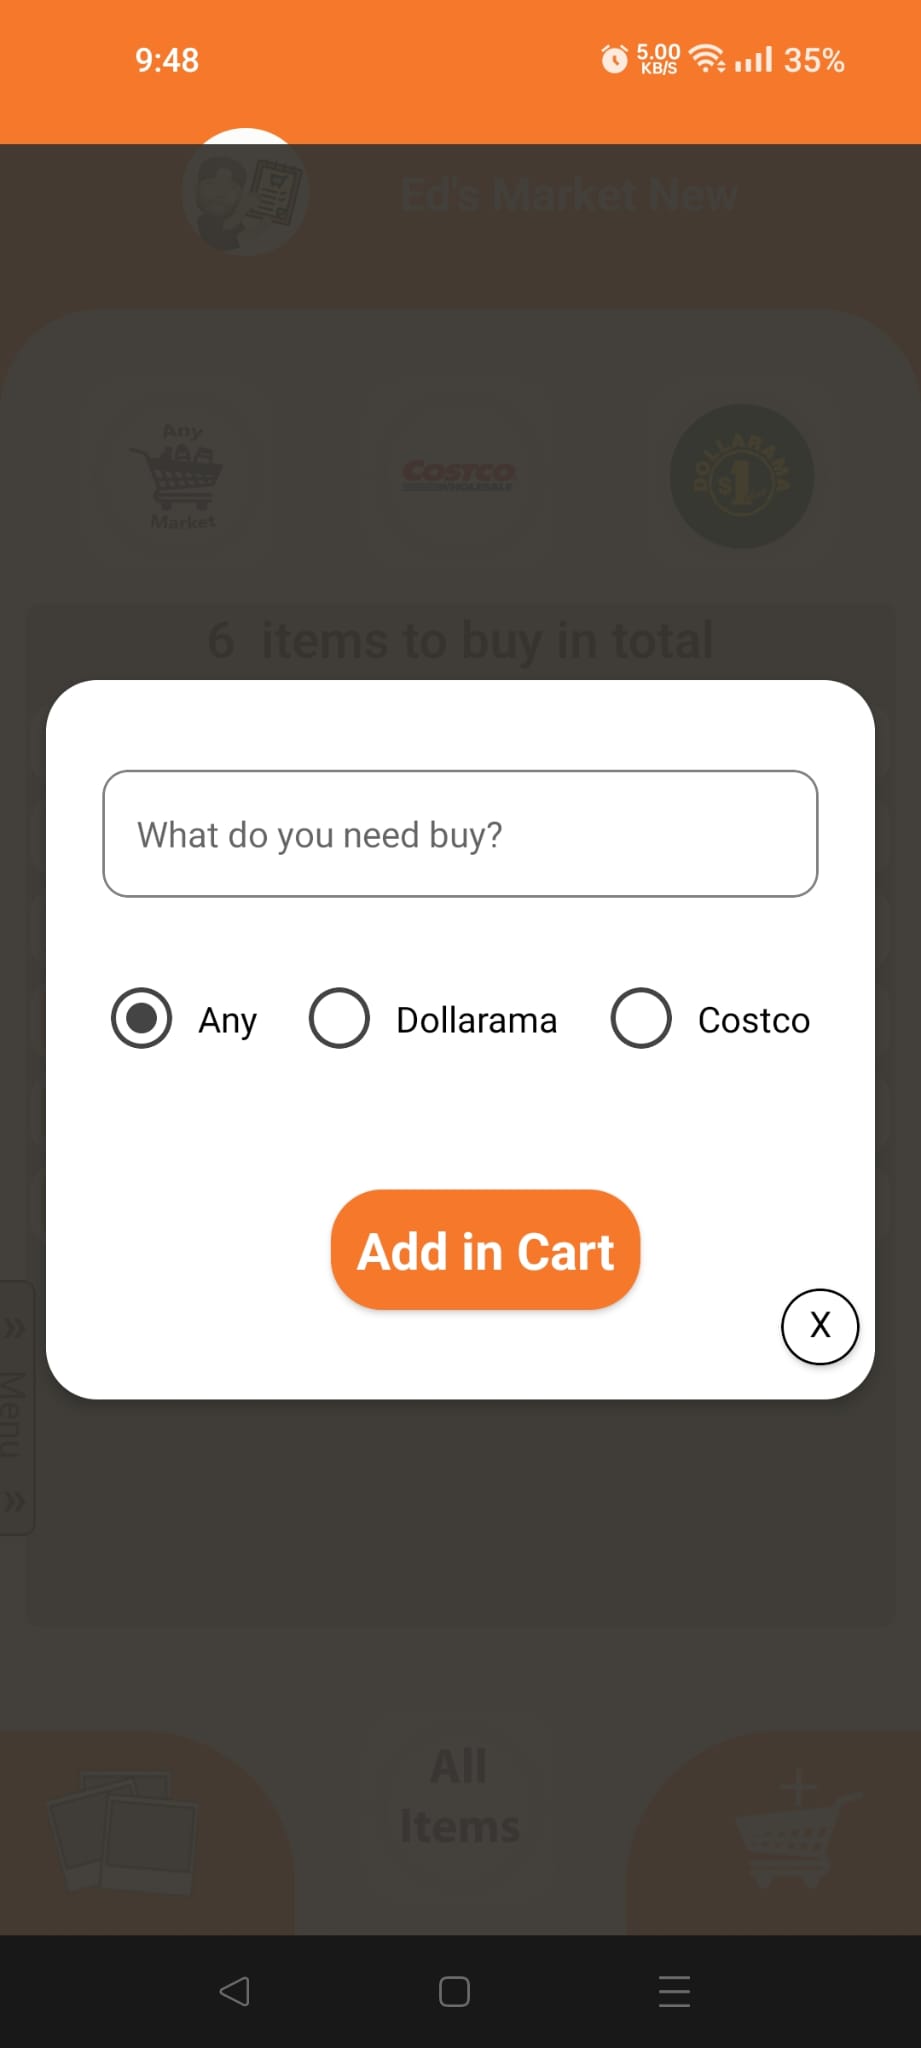 9:48
5.00
KB/S
35%
Ed's Market New
Any
Market
COSTCO
WHOLESALE
DOLLARAMA
$1
6 items to buy in total
What do you need buy?
Any
Dollarama
Costco
Add in Cart
X
» Menu »
All
Items